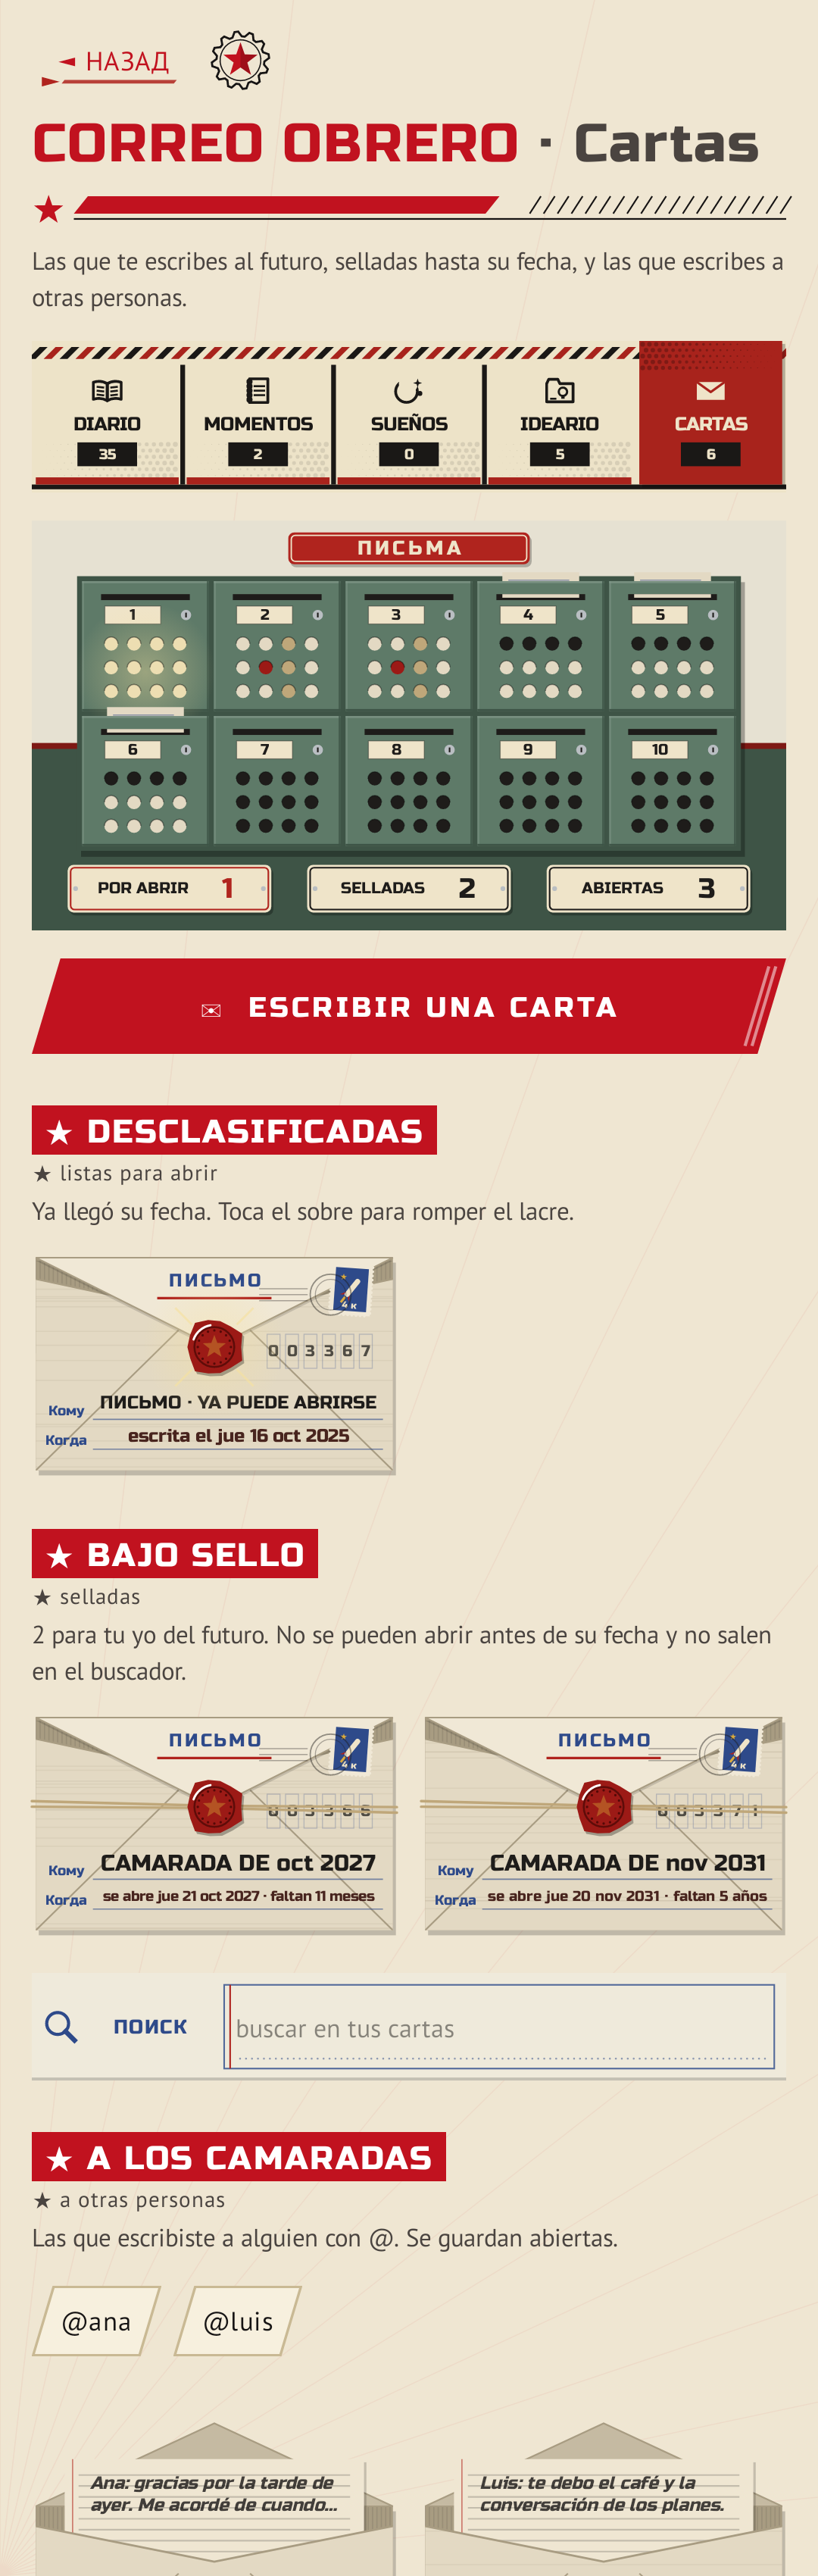 НАЗАД
CORREO OBRERO · Cartas
Las que te escribes al futuro, selladas hasta su fecha, y las que escribes a
otras personas.
DIARIO
35
MOMENTOS
2
SUEÑOS
0
IDEARIO
5
CARTAS
6
ПИСЬМА
1
2
3
4
5
6
7
8
9
10
POR ABRIR 1
SELLADAS 2
ABIERTAS 3
ESCRIBIR UNA CARTA
DESCLASIFICADAS
listas para abrir
Ya llegó su fecha. Toca el sobre para romper el lacre.
ПИСЬМО
4 К
003367
Кому ПИСЬМО · YA PUEDE ABRIRSE
Когда escrita el jue 16 oct 2025
BAJO SELLO
selladas
2 para tu yo del futuro. No se pueden abrir antes de su fecha y no salen
en el buscador.
ПИСЬМО
4 К
Кому CAMARADA DE oct 2027
Когда se abre jue 21 oct 2027 · faltan 11 meses
ПИСЬМО
4 К
Кому CAMARADA DE nov 2031
Когда se abre jue 20 nov 2031 · faltan 5 años
ПОИСК
buscar en tus cartas
A LOS CAMARADAS
a otras personas
Las que escribiste a alguien con @. Se guardan abiertas.
@ana
@luis
Ana: gracias por la tarde de
ayer. Me acordé de cuando...
Luis: te debo el café y la
conversación de los planes.